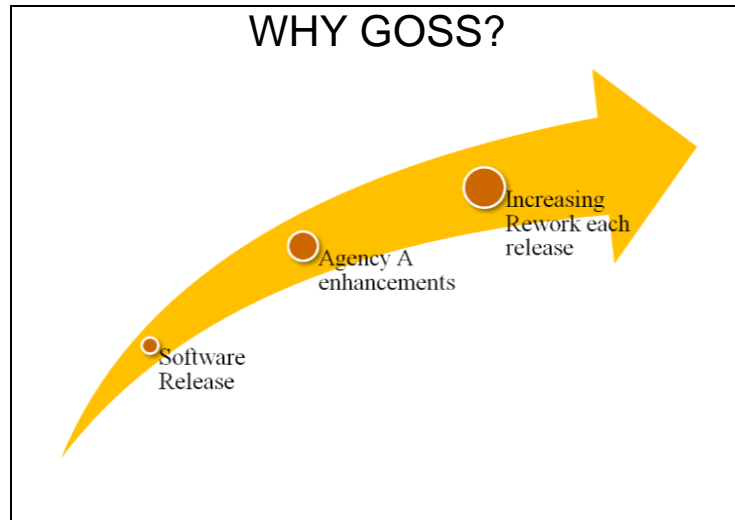 WHY GOSS?
Increasing
Rework each
release
Agency A
enhancements
Software
Release